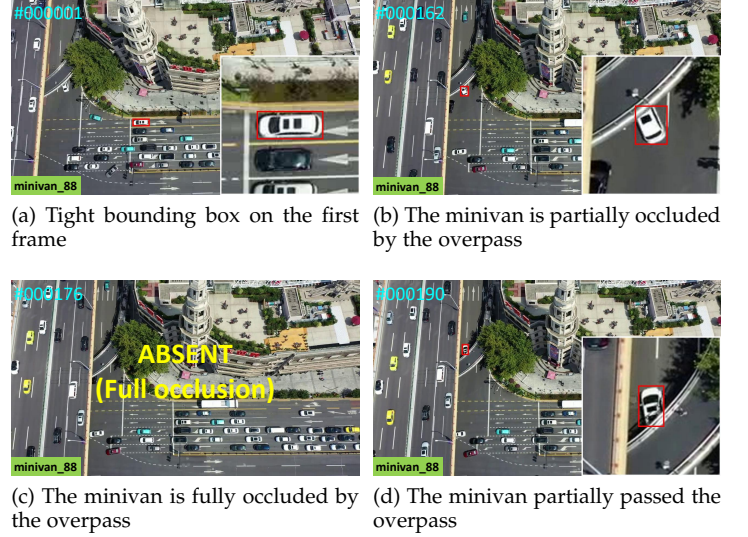 #000001
minivan_88
(a) Tight bounding box on the first
frame
#000162
minivan_88
(b) The minivan is partially occluded
by the overpass
#000176
ABSENT
(Full occlusion)
minivan_88
(c) The minivan is fully occluded by
the overpass
#000190
minivan_88
(d) The minivan partially passed the
overpass